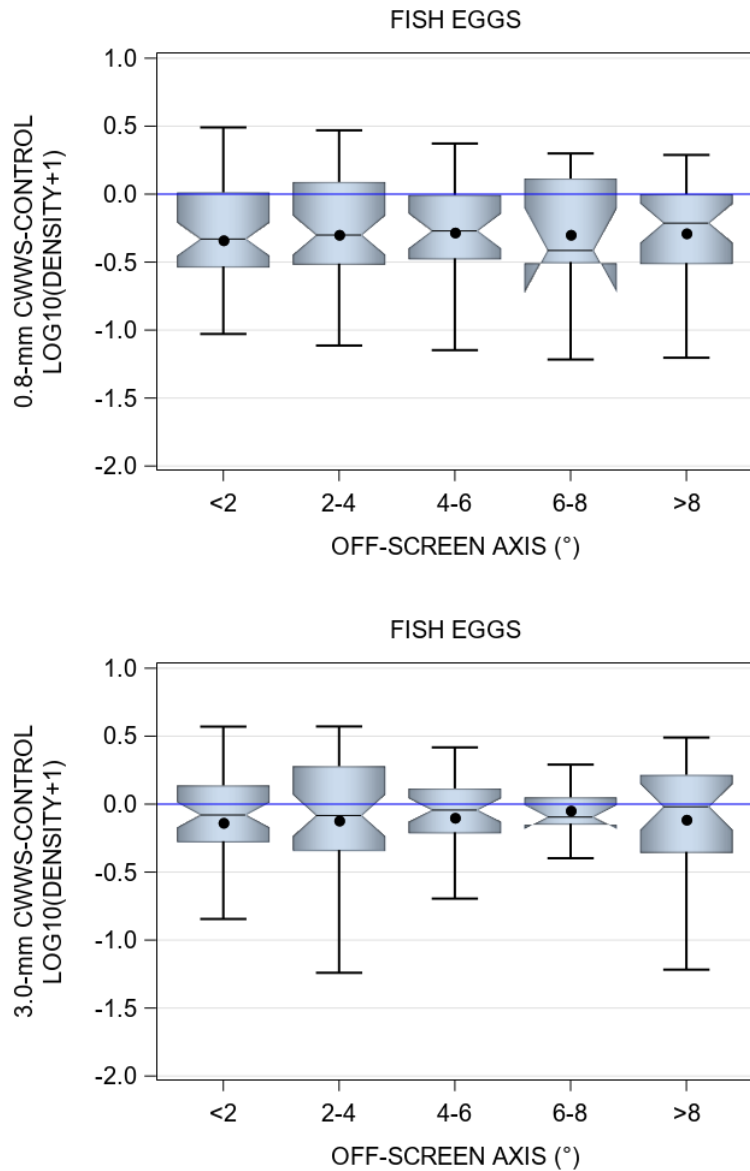 FISH EGGS
0.8-mm CWWS-CONTROL
LOG10(DENSITY+1)
1.0
0.5
0.0
-0.5
-1.0
-1.5
-2.0
<2 2-4 4-6 6-8 >8
OFF-SCREEN AXIS (°)
FISH EGGS
3.0-mm CWWS-CONTROL
LOG10(DENSITY+1)
1.0
0.5
0.0
-0.5
-1.0
-1.5
-2.0
<2 2-4 4-6 6-8 >8
OFF-SCREEN AXIS (°)